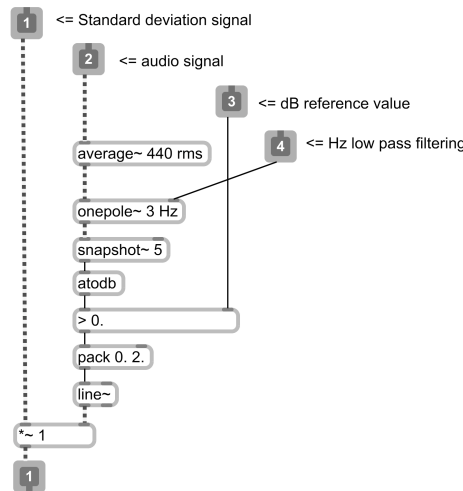 1 <= Standard deviation signal
2 <= audio signal
3 <= dB reference value
4 <= Hz low pass filtering
average~ 440 rms
onepole~ 3 Hz
snapshot~ 5
atodb
> 0.
pack 0. 2.
line~
*~ 1
1